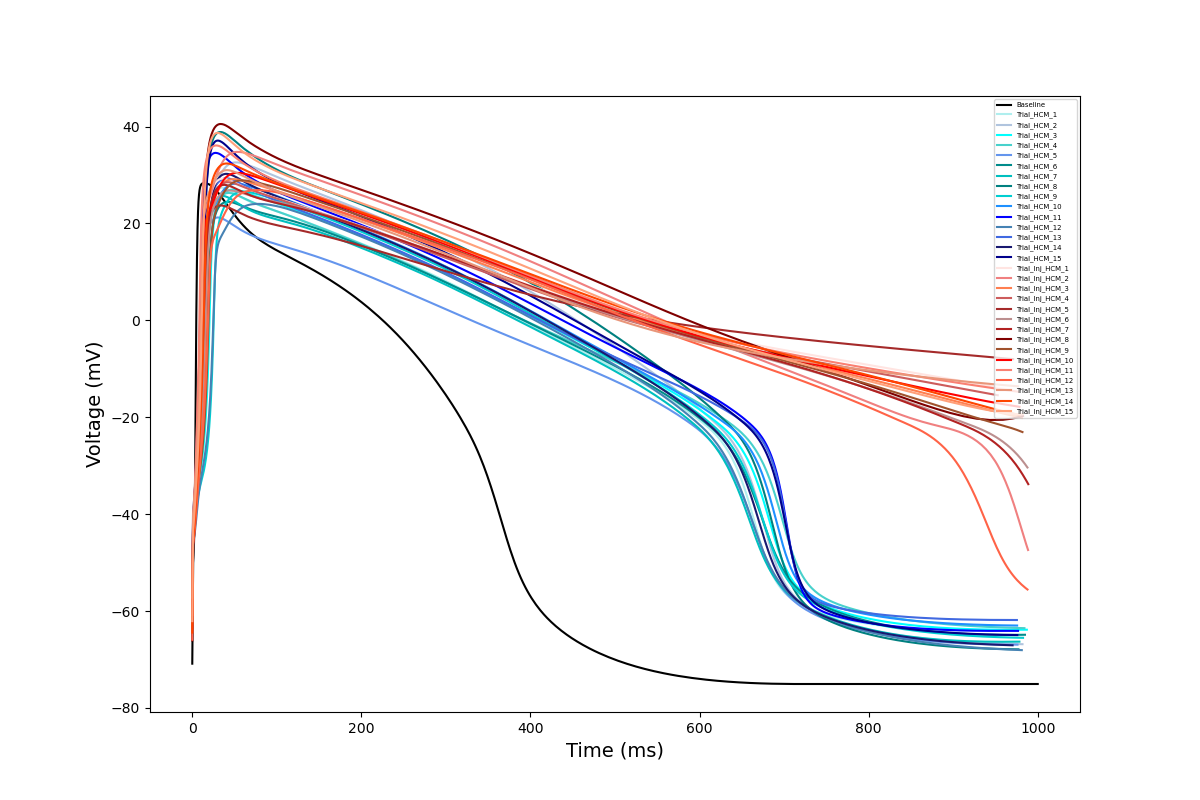 40
20
0
−20
−40
−60
−80
Voltage (mV)
0
200
400
600
800
1000
Time (ms)
Baseline
Trial_HCM_1
Trial_HCM_2
Trial_HCM_3
Trial_HCM_4
Trial_HCM_5
Trial_HCM_6
Trial_HCM_7
Trial_HCM_8
Trial_HCM_9
Trial_HCM_10
Trial_HCM_11
Trial_HCM_12
Trial_HCM_13
Trial_HCM_14
Trial_HCM_15
Trial_Inj_HCM_1
Trial_Inj_HCM_2
Trial_Inj_HCM_3
Trial_Inj_HCM_4
Trial_Inj_HCM_5
Trial_Inj_HCM_6
Trial_Inj_HCM_7
Trial_Inj_HCM_8
Trial_Inj_HCM_9
Trial_Inj_HCM_10
Trial_Inj_HCM_11
Trial_Inj_HCM_12
Trial_Inj_HCM_13
Trial_Inj_HCM_14
Trial_Inj_HCM_15